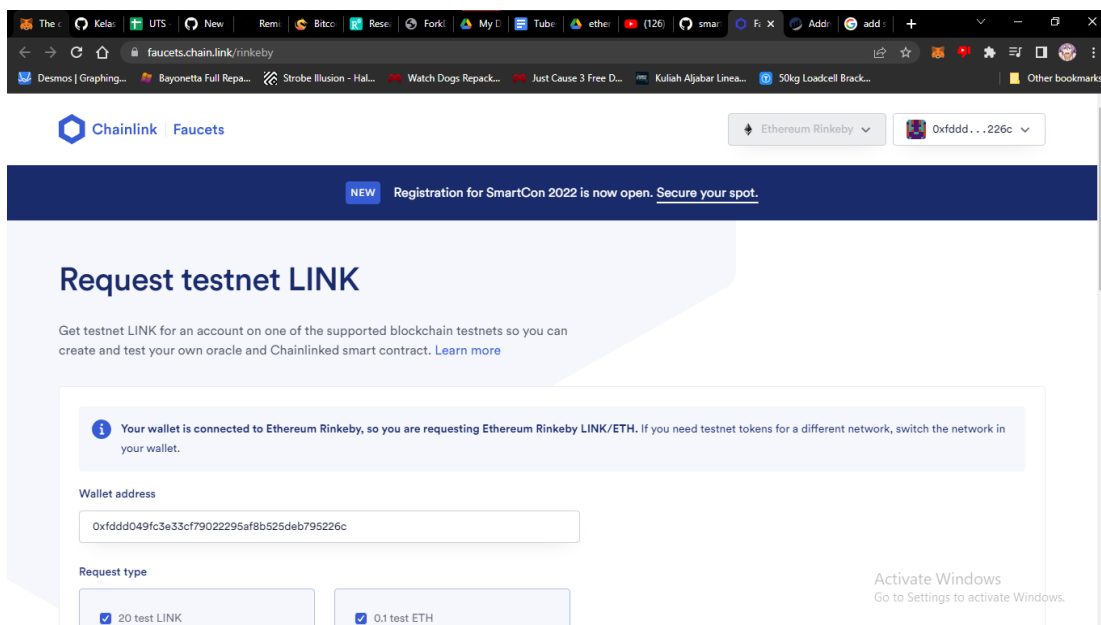 The c Kelas UTS - New Remi Bitco Rese ForkL My D Tube ether (126) smar Fa Addr add s
faucets.chain.link/rinkeby
Desmos | Graphing... Bayonetta Full Repa... Strobe Illusion - Hal... Watch Dogs Repack... Just Cause 3 Free D... Kuliah Aljabar Linea... 50kg Loadcell Brack... Other bookmarks
Chainlink Faucets Ethereum Rinkeby 0xfddd...226c
NEW Registration for SmartCon 2022 is now open. Secure your spot.
Request testnet LINK
Get testnet LINK for an account on one of the supported blockchain testnets so you can
create and test your own oracle and Chainlinked smart contract. Learn more
Your wallet is connected to Ethereum Rinkeby, so you are requesting Ethereum Rinkeby LINK/ETH. If you need testnet tokens for a different network, switch the network in
your wallet.
Wallet address
0xfddd049fc3e33cf79022295af8b525deb795226c
Request type
20 test LINK 0.1 test ETH
Activate Windows
Go to Settings to activate Windows.